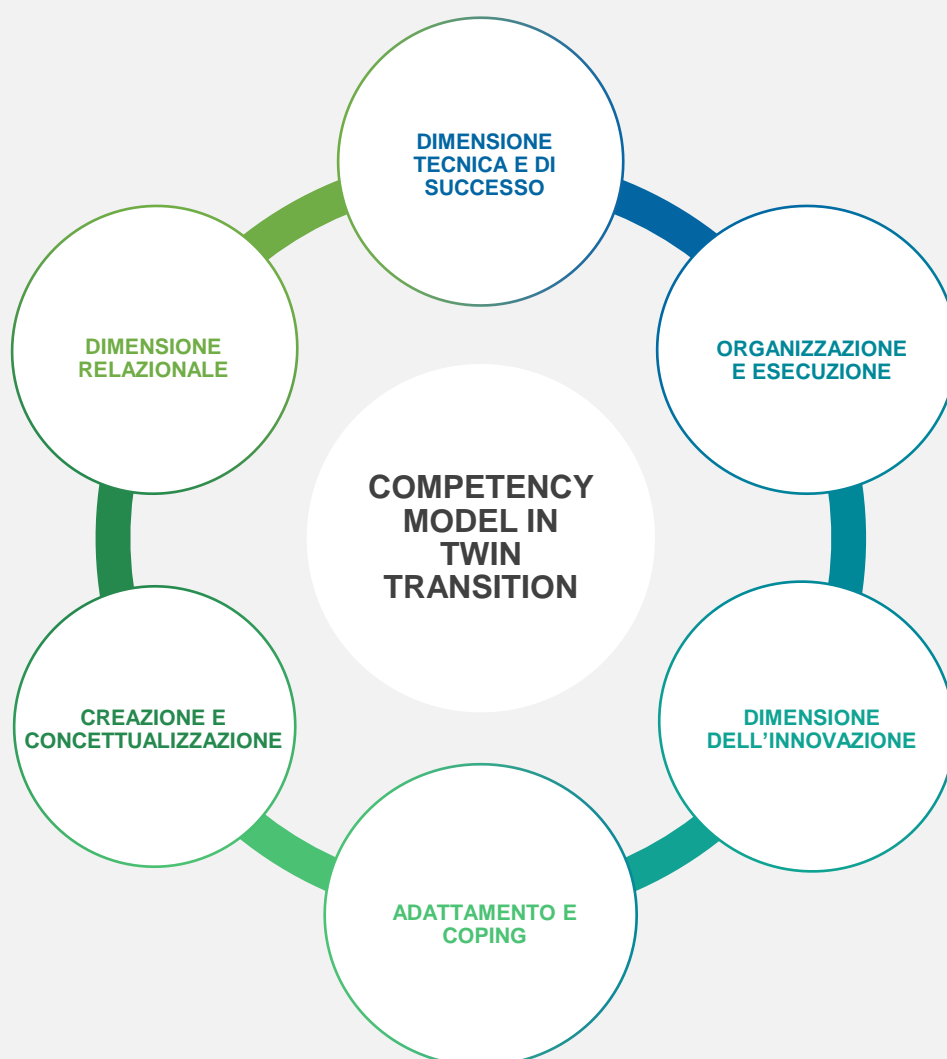 DIMENSIONE
TECNICA E DI
SUCCESSO
DIMENSIONE
RELAZIONALE
ORGANIZZAZIONE
E ESECUZIONE
COMPETENCY
MODEL IN
TWIN
TRANSITION
CREAZIONE E
CONCETTUALIZZAZIONE
DIMENSIONE
DELL’INNOVAZIONE
ADATTAMENTO E
COPING